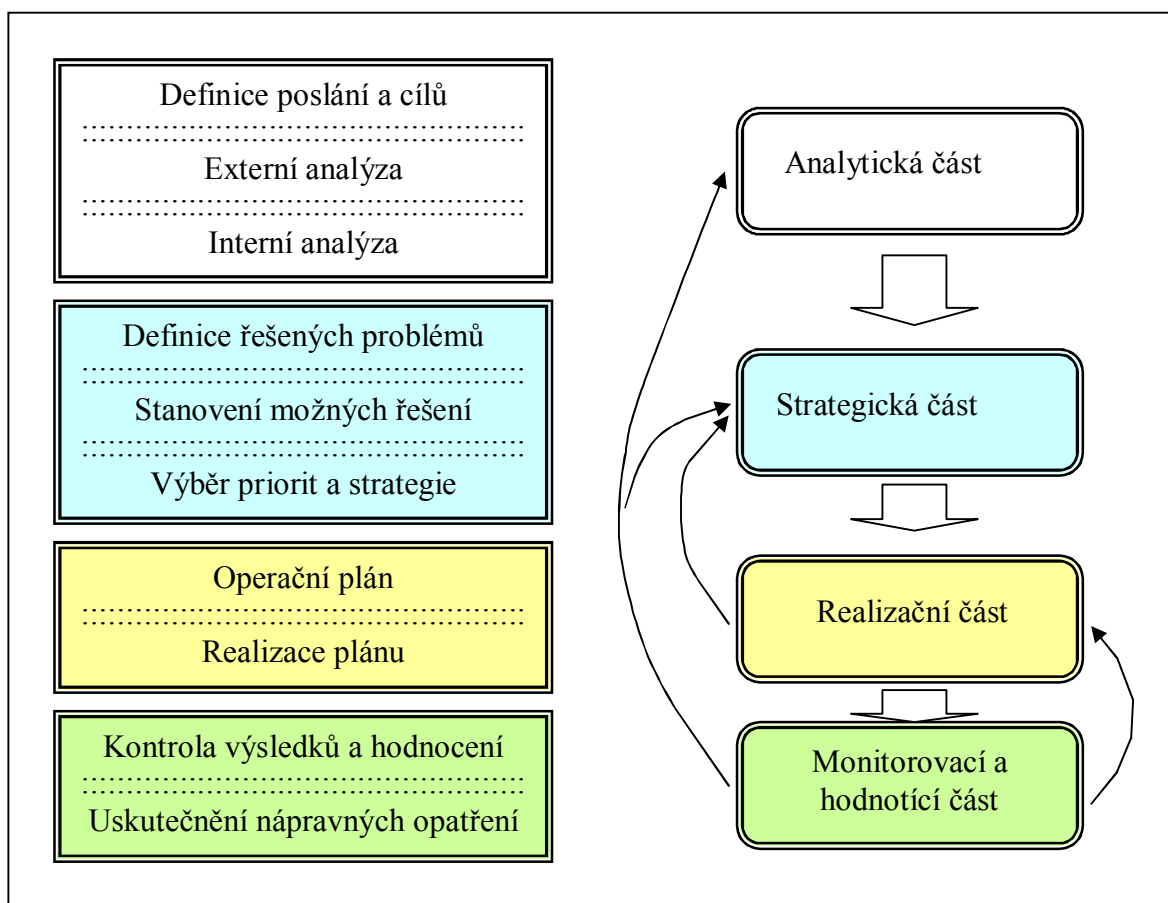 Definice poslání a cílů
Externí analýza
Interní analýza
Definice řešených problémů
Stanovení možných řešení
Výběr priorit a strategie
Operační plán
Realizace plánu
Kontrola výsledků a hodnocení
Uskutečnění nápravných opatření
Analytická část
Strategická část
Realizační část
Monitorovací a
hodnotící část